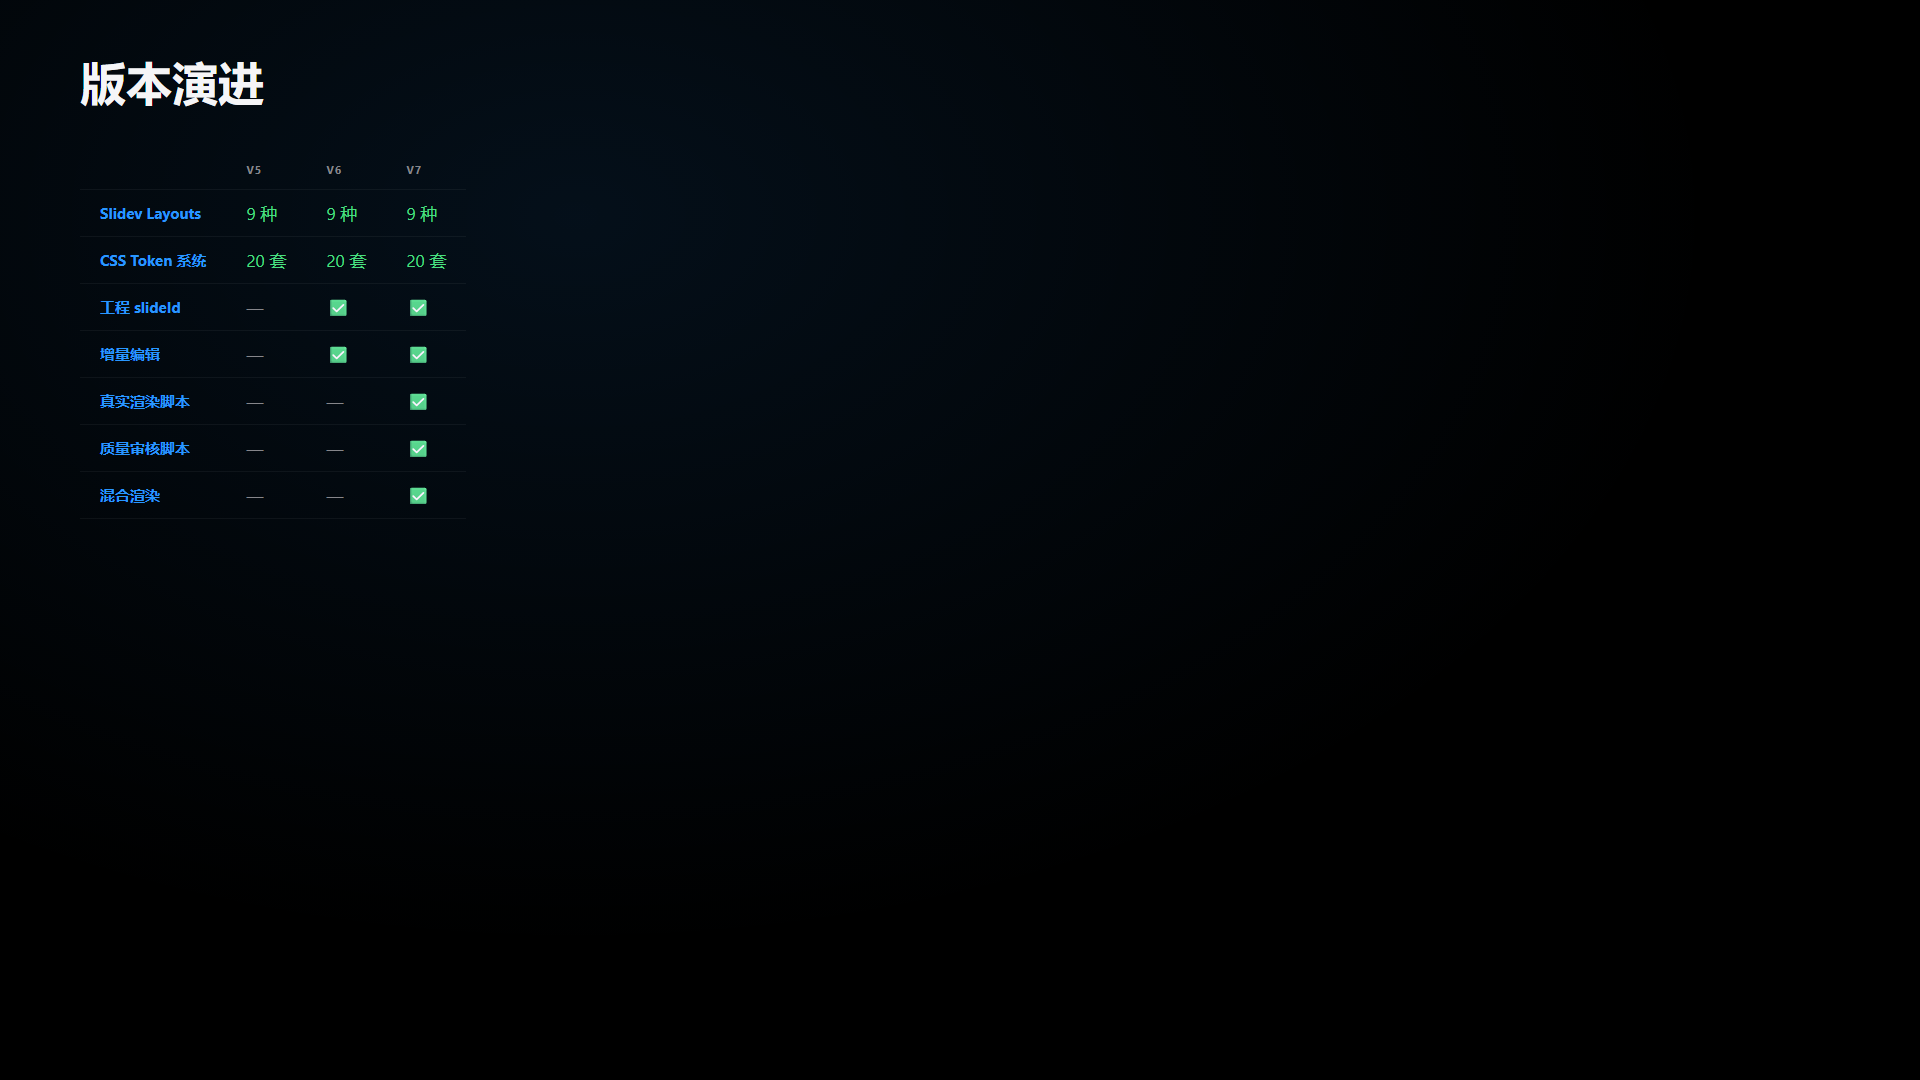 版本演进
V5 V6 V7
Slidev Layouts 9 种 9 种 9 种
CSS Token 系统 20 套 20 套 20 套
工程 slideId — ✅ ✅
增量编辑 — ✅ ✅
真实渲染脚本 — — ✅
质量审核脚本 — — ✅
混合渲染 — — ✅